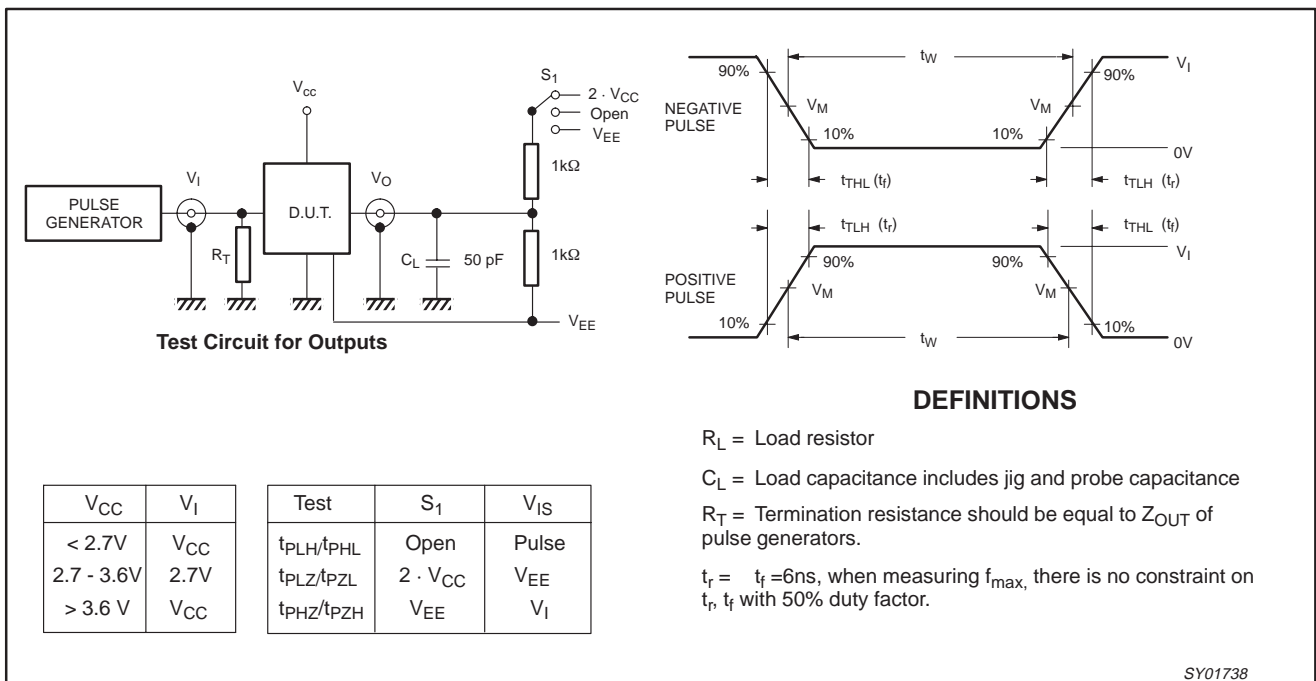 S1
2 · VCC
Open
VEE
Vcc
1kΩ
VI
VO
PULSE
GENERATOR
D.U.T.
RT
CL
50 pF
1kΩ
VEE
Test Circuit for Outputs
tW
90%
90%
VI
NEGATIVE
PULSE
VM
VM
10%
10%
0V
tTHL (tf)
tTLH (tr)
tTLH (tr)
tTHL (tf)
VI
90%
90%
POSITIVE
PULSE
VM
VM
10%
10%
tW
0V
DEFINITIONS
RL = Load resistor
CL = Load capacitance includes jig and probe capacitance
RT = Termination resistance should be equal to ZOUT of
pulse generators.
tr = tf =6ns, when measuring fmax, there is no constraint on
tr, tf with 50% duty factor.
VCC VI
< 2.7V VCC
2.7 - 3.6V 2.7V
> 3.6 V VCC
Test S1 VIS
tPLH/tPHL Open Pulse
tPLZ/tPZL 2 · VCC VEE
tPHZ/tPZH VEE VI
SY01738